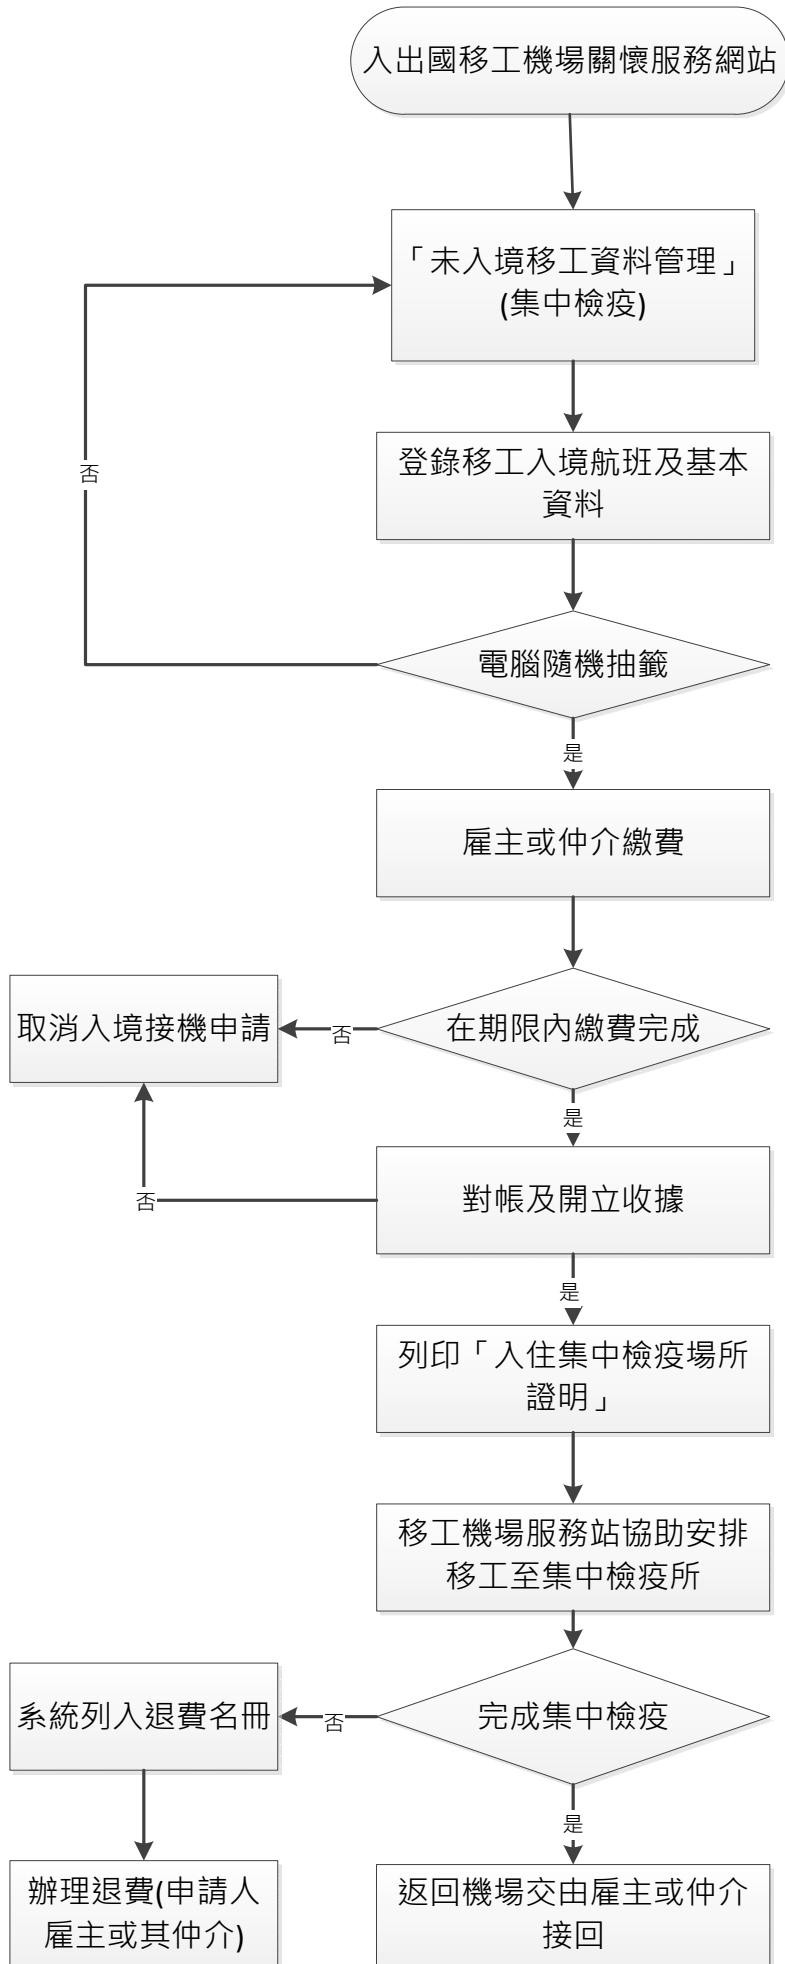 入出國移工機場關懷服務網站
「未入境移工資料管理」
(集中檢疫)
登錄移工入境航班及基本
資料
否
電腦隨機抽籤
是
雇主或仲介繳費
取消入境接機申請
否
在期限內繳費完成
是
否
對帳及開立收據
是
列印「入住集中檢疫場所
證明」
移工機場服務站協助安排
移工至集中檢疫所
系統列入退費名冊
否
完成集中檢疫
是
辦理退費(申請人
雇主或其仲介)
返回機場交由雇主或仲介
接回